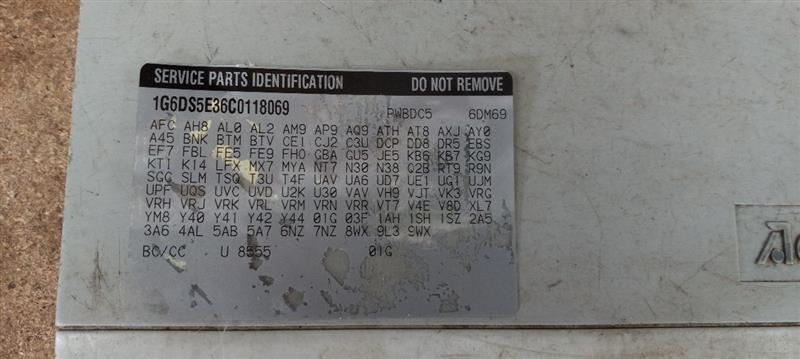 SERVICE PARTS IDENTIFICATION DO NOT REMOVE
1G6DS5E36C0118069 PWBDC5 6DM69
AFC AH8 AL0 AL2 AM9 AP9 AQ9 ATH AT8 AXJ AY0
A45 BNK BTM BTV CE1 CJ2 C3U DCP DD8 DR5 EBS
EF7 FBL FE5 FE9 FHO GBA GU5 JE5 KB6 KB7 KG9
KTI K14 LFX MX7 MYA NT7 N30 N38 Q2B RT9 R9N
SGC SLM TSQ T3U T4F UAV UA6 UD7 UE1 UG1 UJM
UPF UQS UVC UVD U2K U30 VAV VH9 VJT VK3 VRG
VRH VRJ VRK VRL VRM VRN VRR VT7 V4E V8D XL7
YM8 Y40 Y41 Y42 Y44 01G 03F 1AH 1SH 1SZ 2A5
3A6 4AL 5AB 5A7 6NZ 7NZ 8WX 9L3 9WX
BC/CC U 8555 01G